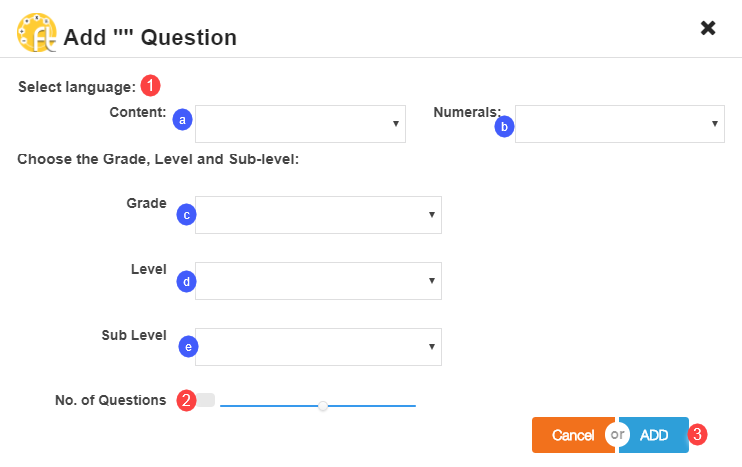 Add "" Question
Select language: 1
Content: a
Numerals: b
Choose the Grade, Level and Sub-level:
Grade c
Level d
Sub Level e
No. of Questions 2
Cancel or ADD 3